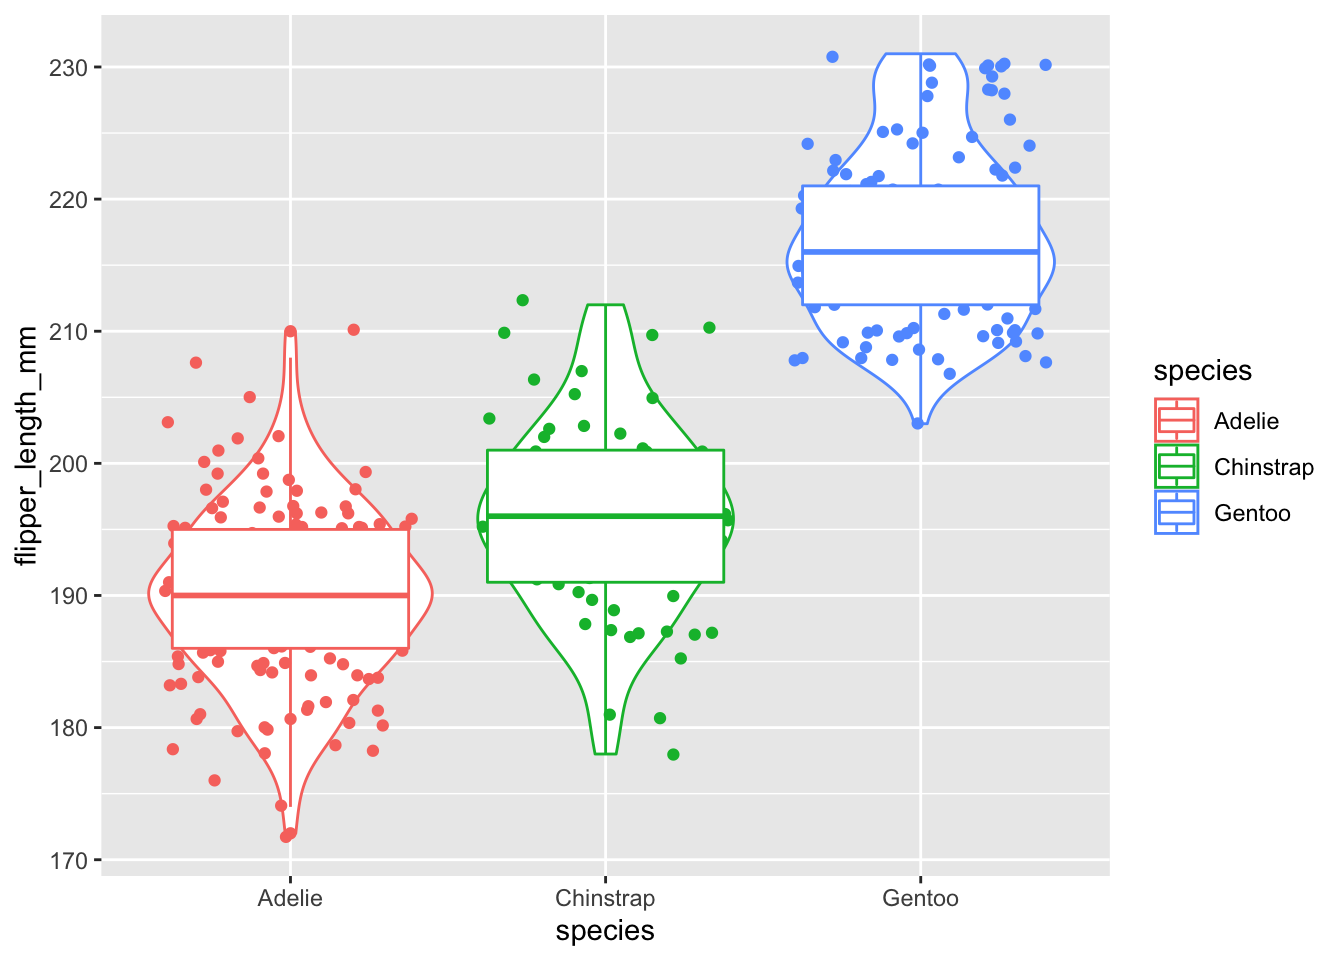 flipper_length_mm
230
220
210
200
190
180
170
Adelie
Chinstrap
Gentoo
species
species
Adelie
Chinstrap
Gentoo